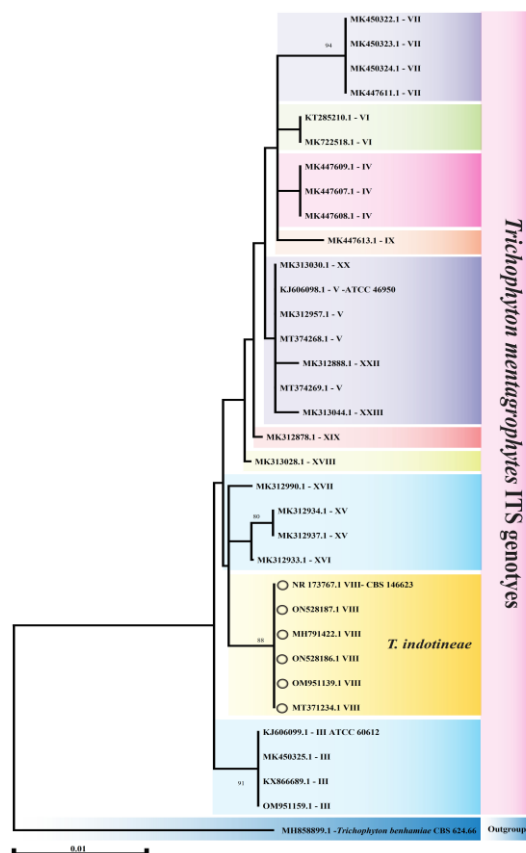 94
MK450322.1 - VII
MK450323.1 - VII
MK450324.1 - VII
MK447611.1 - VII
KT285210.1 - VI
MK722518.1 - VI
MK447609.1 - IV
MK447607.1 - IV
MK447608.1 - IV
MK447613.1 - IX
MK313030.1 - XX
KJ606098.1 - V -ATCC 46950
MK312957.1 - V
MT374268.1 - V
MK312888.1 - XXII
MT374269.1 - V
MK313044.1 - XXIII
MK312878.1 - XIX
MK313028.1 - XVIII
MK312990.1 - XVII
80
MK312934.1 - XV
MK312937.1 - XV
MK312933.1 - XVI
NR 173767.1 VIII- CBS 146623
ON528187.1 VIII
88
MH791422.1 VIII
T. indotineae
ON528186.1 VIII
OM951139.1 VIII
MT371234.1 VIII
KJ606099.1 - III ATCC 60612
MK450325.1 - III
91
KX866689.1 - III
OM951159.1 - III
MH858899.1 -Trichophyton benhamiae CBS 624.66
Outgroup
Trichophyton mentagrophytes ITS genotyes
0.01